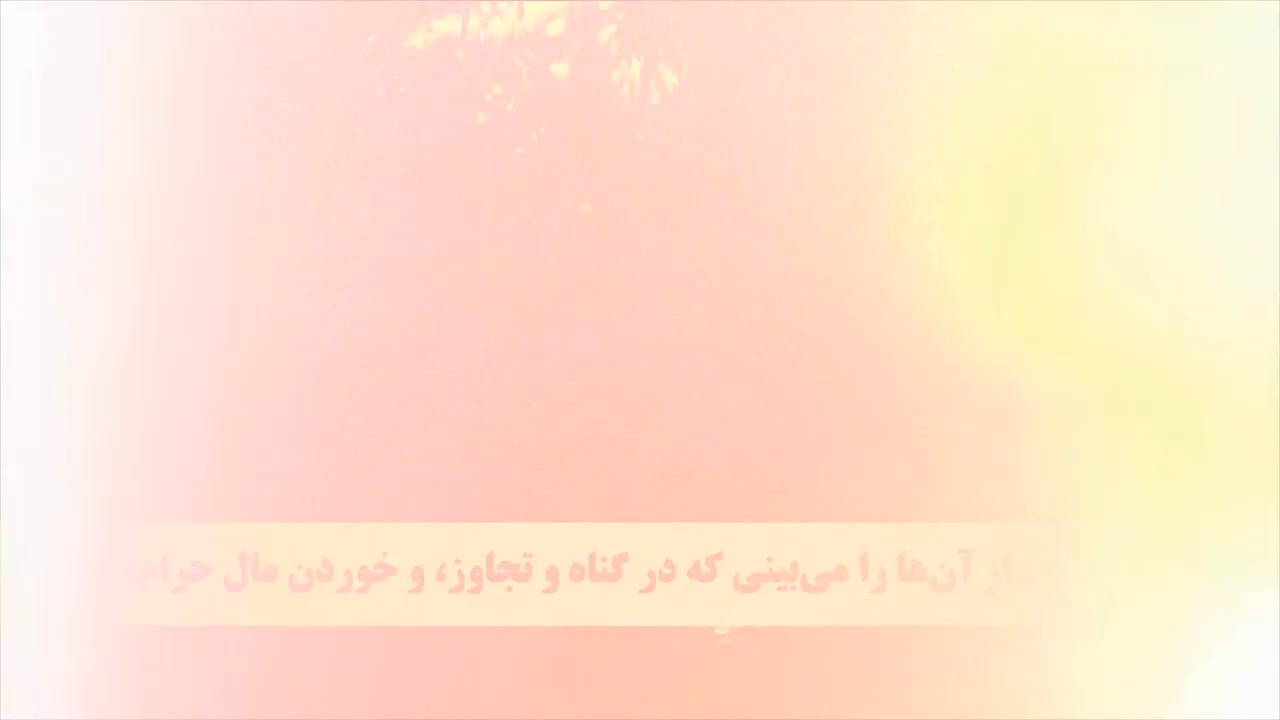 از آن‌ها را می‌بینی که در گناه و تجاوز، و خوردن مال حرام